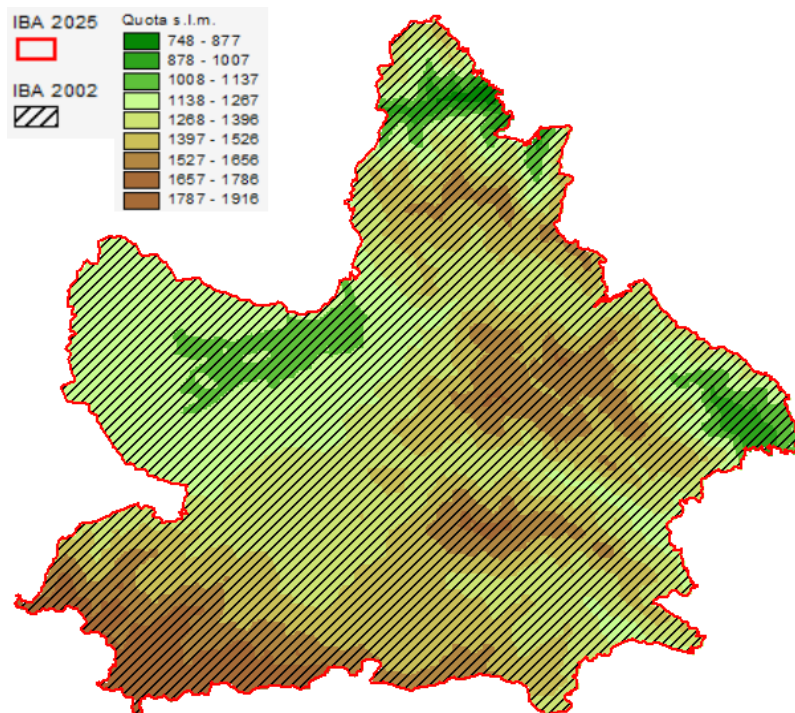 IBA 2025
IBA 2002
Quota s.l.m.
748 - 877
878 - 1007
1008 - 1137
1138 - 1267
1268 - 1396
1397 - 1526
1527 - 1656
1657 - 1786
1787 - 1916